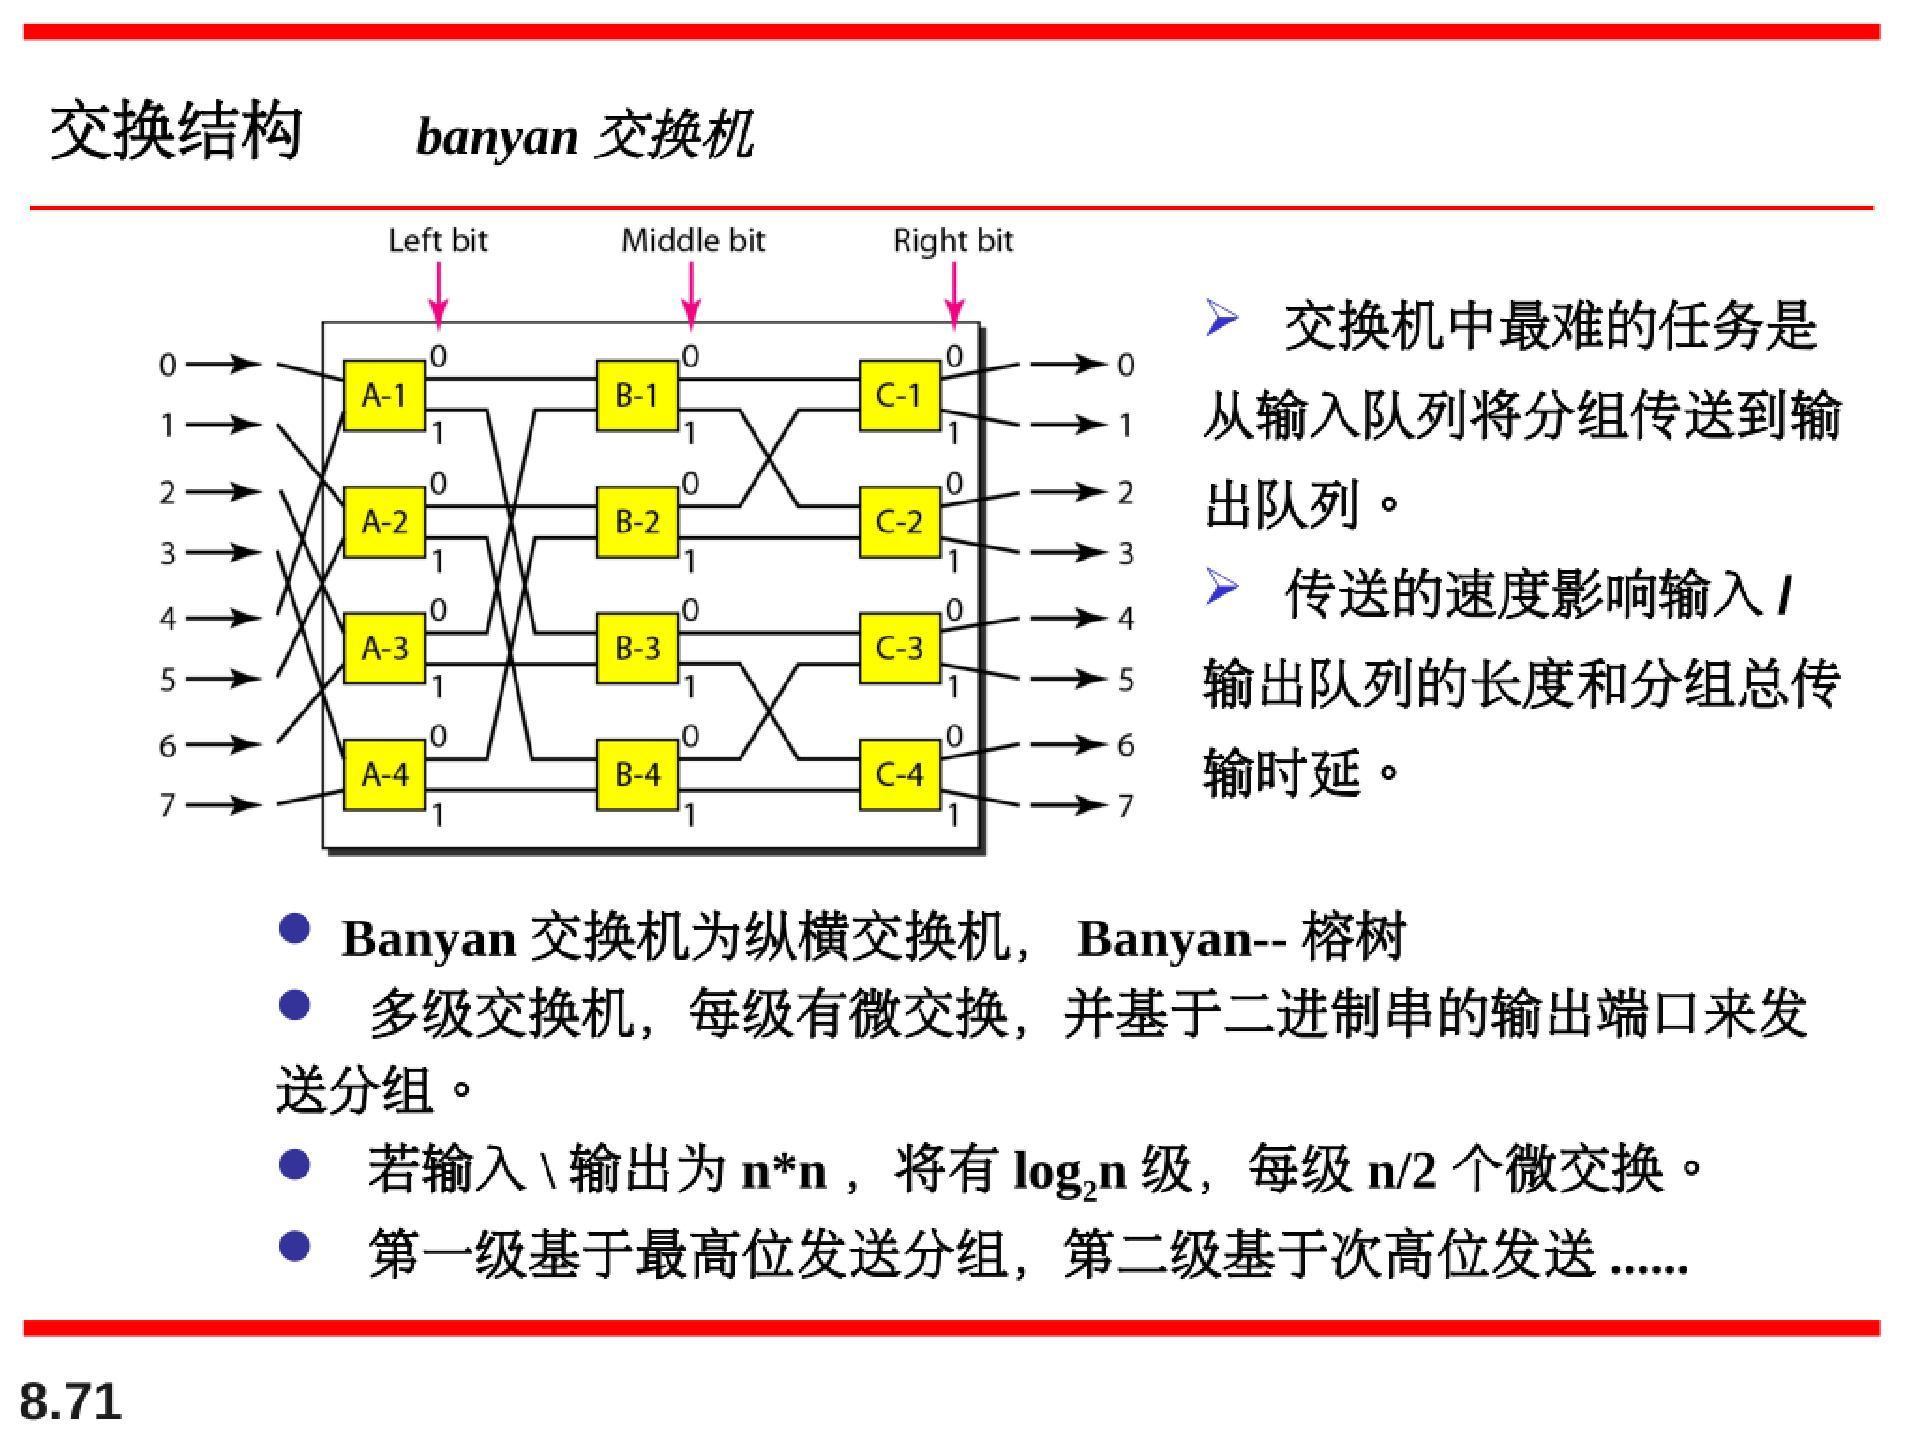 交换结构 banyan 交换机
Left bit Middle bit Right bit
0 0 0
0 A-1 B-1 C-1 0
1 1 1 1 1
0 0 0
2 A-2 B-2 C-2 2
3 1 1 1 3
0 0 0
4 A-3 B-3 C-3 4
5 1 1 1 5
0 0 0
6 A-4 B-4 C-4 6
7 1 1 1 7
交换机中最难的任务是
从输入队列将分组传送到输
出队列。
传送的速度影响输入 /
输出队列的长度和分组总传
输时延。
Banyan 交换机为纵横交换机， Banyan-- 榕树
多级交换机，每级有微交换，并基于二进制串的输出端口来发
送分组。
若输入 \ 输出为 n*n ，将有 log2n 级，每级 n/2 个微交换。
第一级基于最高位发送分组，第二级基于次高位发送 ......
8.71